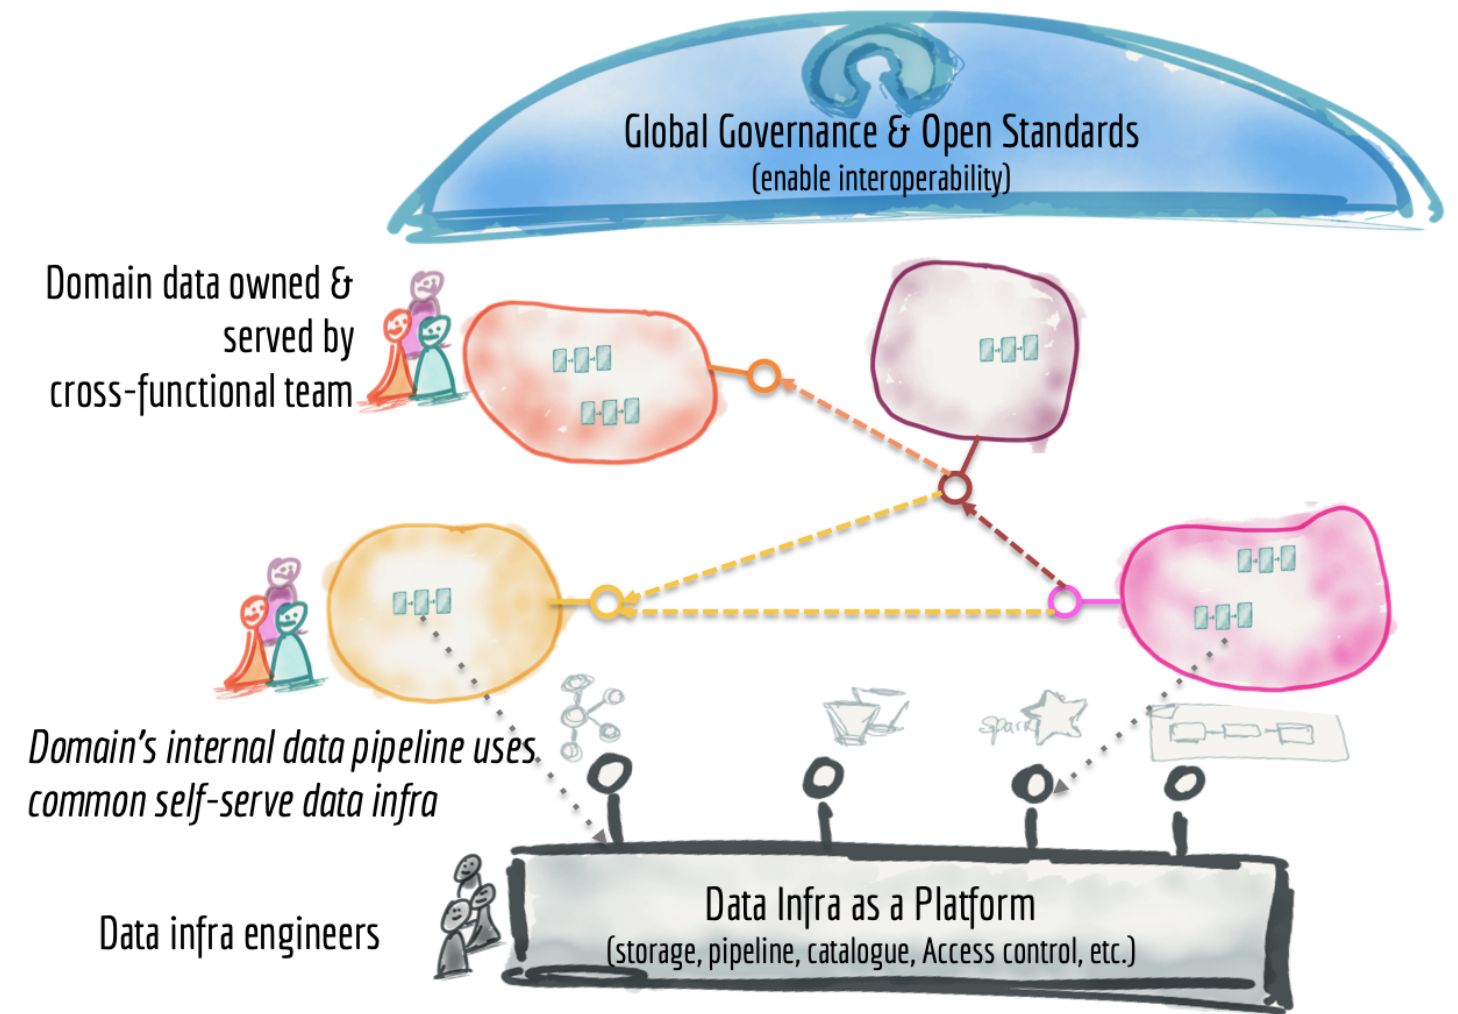 Global Governance & Open Standards
(enable interoperability)
Domain data owned &
served by
cross-functional team
Spark
Domain's internal data pipeline uses
common self-serve data infra
Data infra engineers
Data Infra as a Platform
(storage, pipeline, catalogue, Access control, etc.)